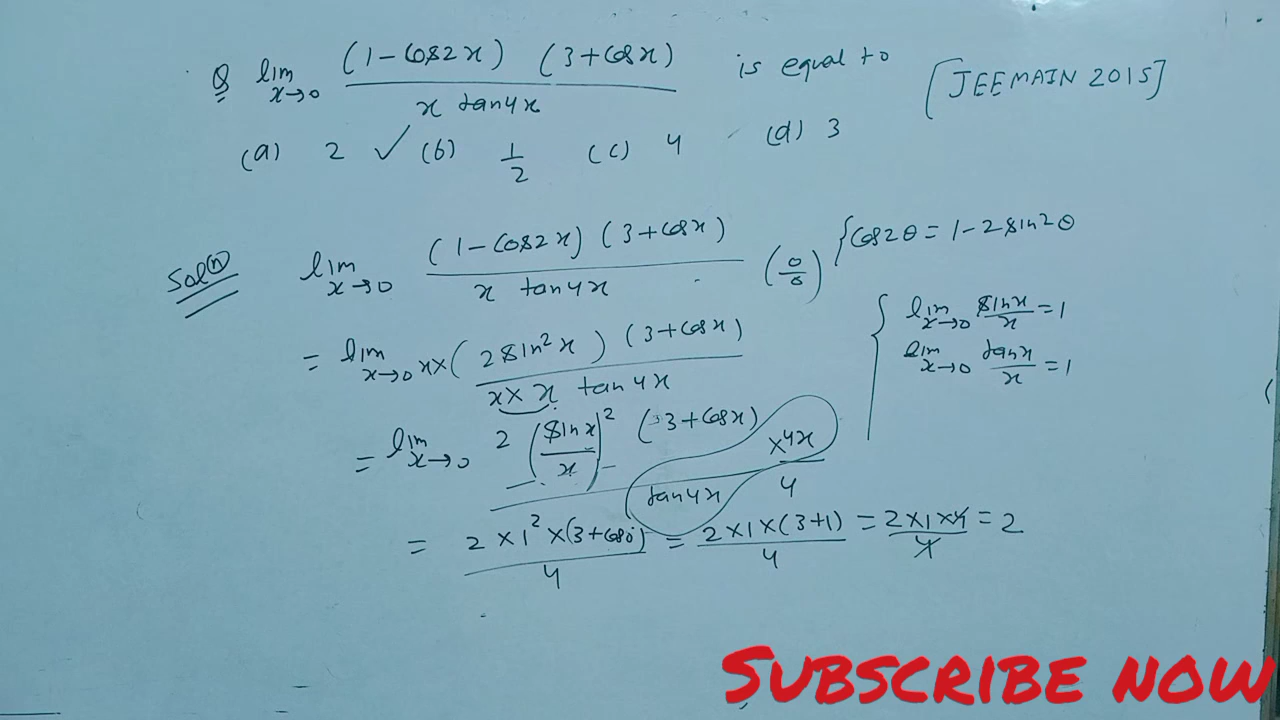 Q lim x→0 (1-cos2x) (3+cosx) / x tan4x is equal to [JEEMAIN 2015]
(a) 2 ✓ (b) 1/2 (c) 4 (d) 3
Sol(n) lim x→0 (1-cos2x) (3+cosx) / x tan4x (0/0) {cos2θ = 1-2sin²θ
{ lim x→0 sinx/x = 1
lim x→0 tanx/x = 1
= lim x→0 x×(2sin²x) (3+cosx) / x× x tan4x
= lim x→0 2 (sinx/x)² (3+cosx) / tan4x ×4x/4
= 2×1²×(3+cos0)/4 = 2×1×(3+1)/4 = 2×1×4/4 = 2
SUBSCRIBE NOW